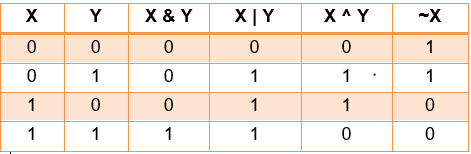 X Y X & Y X | Y X ^ Y ~X
0 0 0 0 0 1
0 1 0 1 1 1
1 0 0 1 1 0
1 1 1 1 0 0